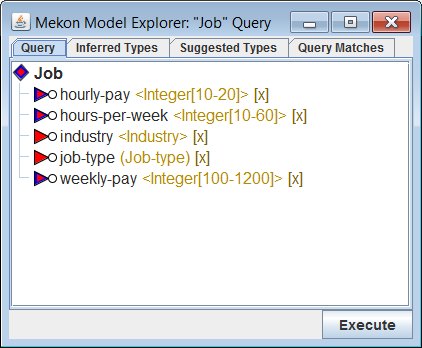 Mekon Model Explorer: "Job" Query
Query Inferred Types Suggested Types Query Matches
Job
hourly-pay <Integer[10-20]> [x]
hours-per-week <Integer[10-60]> [x]
industry <Industry> [x]
job-type (Job-type) [x]
weekly-pay <Integer[100-1200]> [x]
Execute